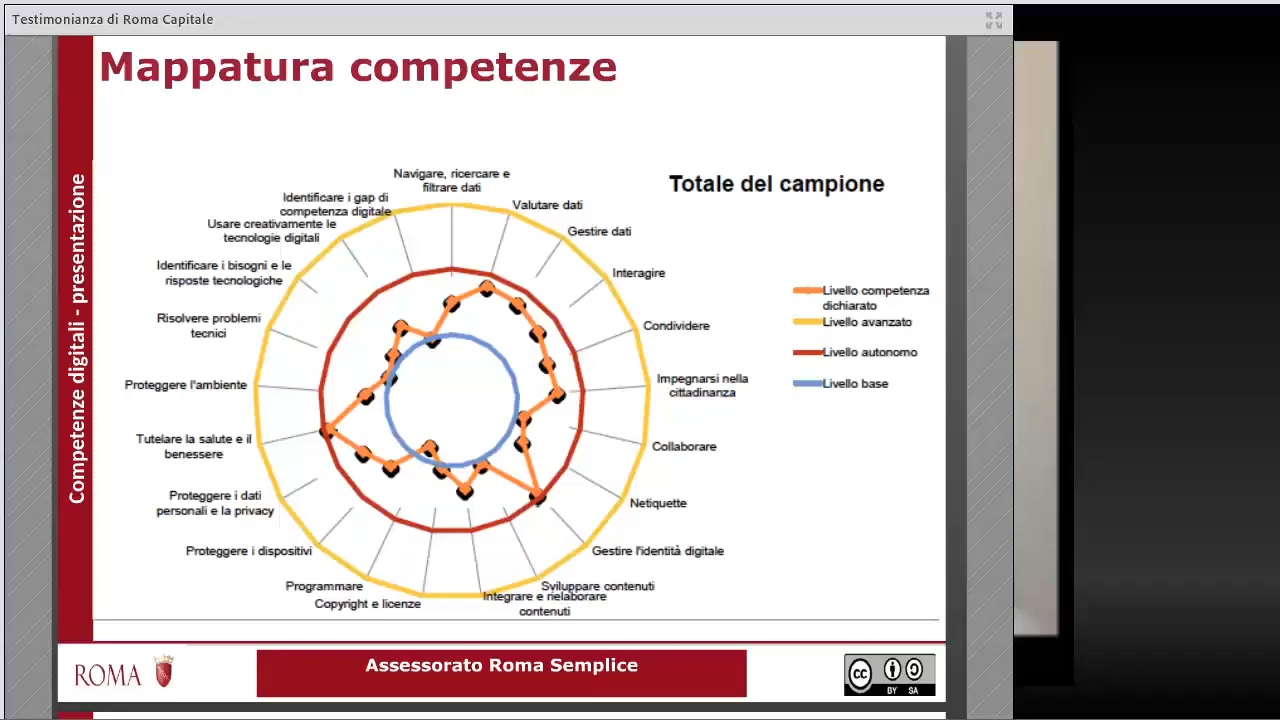 Testimonianza di Roma Capitale
Mappatura competenze
Competenze digitali - presentazione
Totale del campione
Navigare, ricercare e
filtrare dati
Valutare dati
Gestire dati
Interagire
Condividere
Impegnarsi nella
cittadinanza
Collaborare
Netiquette
Gestire l'identità digitale
Sviluppare contenuti
Integrare e rielaborare
contenuti
Copyright e licenze
Programmare
Proteggere i dispositivi
Proteggere i dati
personali e la privacy
Tutelare la salute e il
benessere
Proteggere l'ambiente
Risolvere problemi
tecnici
Identificare i bisogni e le
risposte tecnologiche
Usare creativamente le
tecnologie digitali
Identificare i gap di
competenza digitale
Livello competenza
dichiarato
Livello avanzato
Livello autonomo
Livello base
ROMA
Assessorato Roma Semplice
cc
BY SA